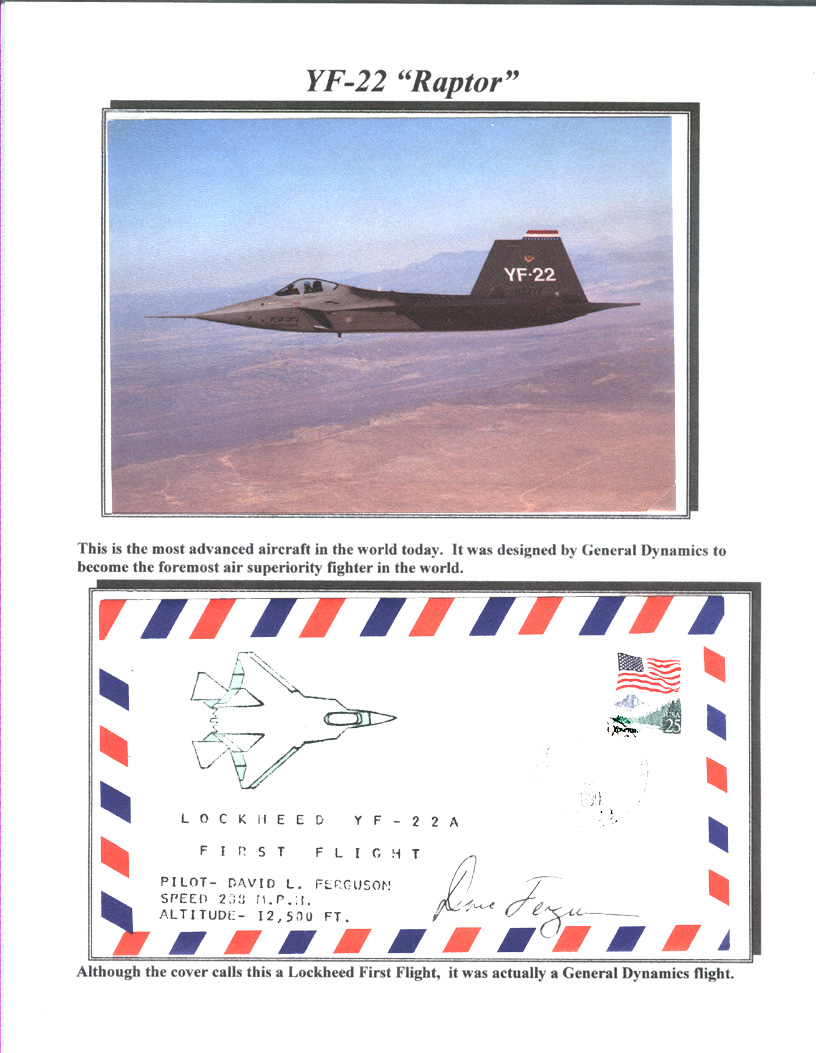 YF-22 “Raptor”
YF-22
This is the most advanced aircraft in the world today. It was designed by General Dynamics to
become the foremost air superiority fighter in the world.
USA
25
LOCKHEED YF-22A
FIRST FLIGHT
PILOT- DAVID L. FERGUSON
SPEED 238 M.P.H.
ALTITUDE- 12,500 FT.
Dave Ferguson
Although the cover calls this a Lockheed First Flight, it was actually a General Dynamics flight.